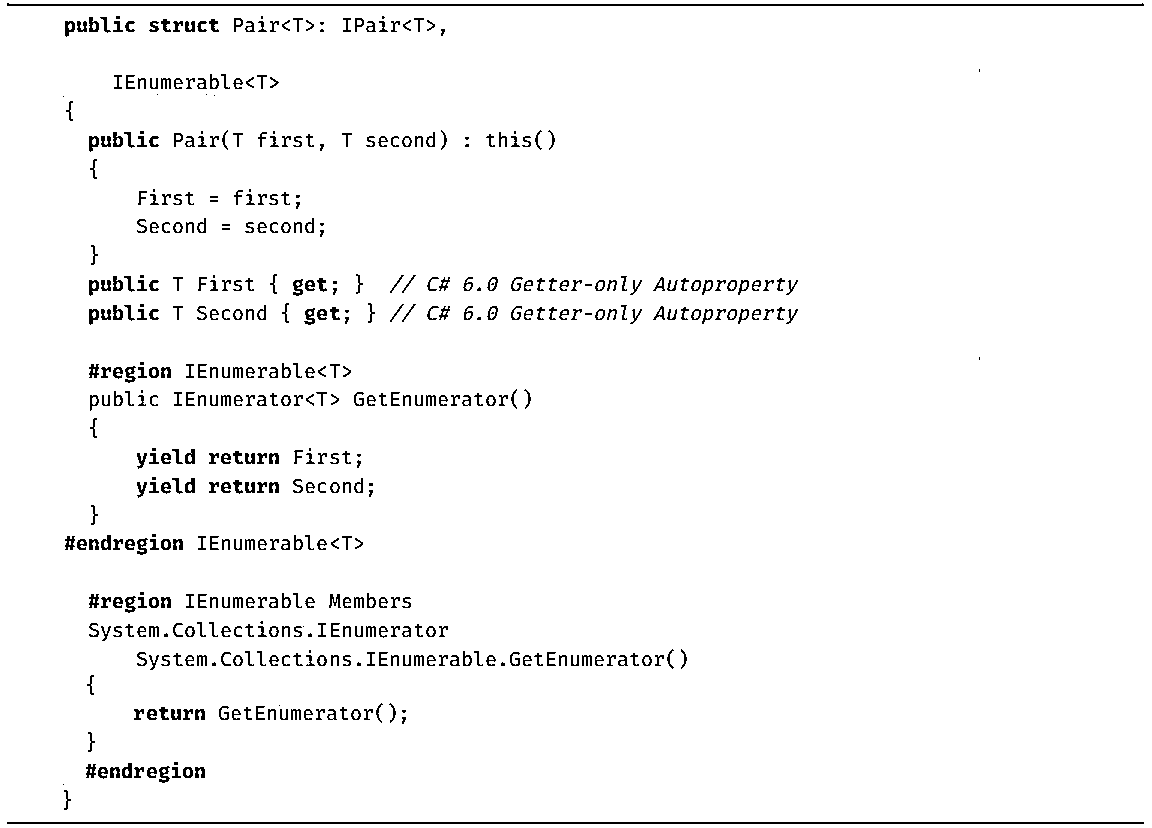 public struct Pair<T>: IPair<T>,
IEnumerable<T>
{
public Pair(T first, T second) : this()
{
First = first;
Second = second;
}
public T First { get; }  // C# 6.0 Getter-only Autoproperty
public T Second { get; } // C# 6.0 Getter-only Autoproperty
#region IEnumerable<T>
public IEnumerator<T> GetEnumerator()
{
yield return First;
yield return Second;
}
#endregion IEnumerable<T>
#region IEnumerable Members
System.Collections.IEnumerator
System.Collections.IEnumerable.GetEnumerator()
{
return GetEnumerator();
}
#endregion
}